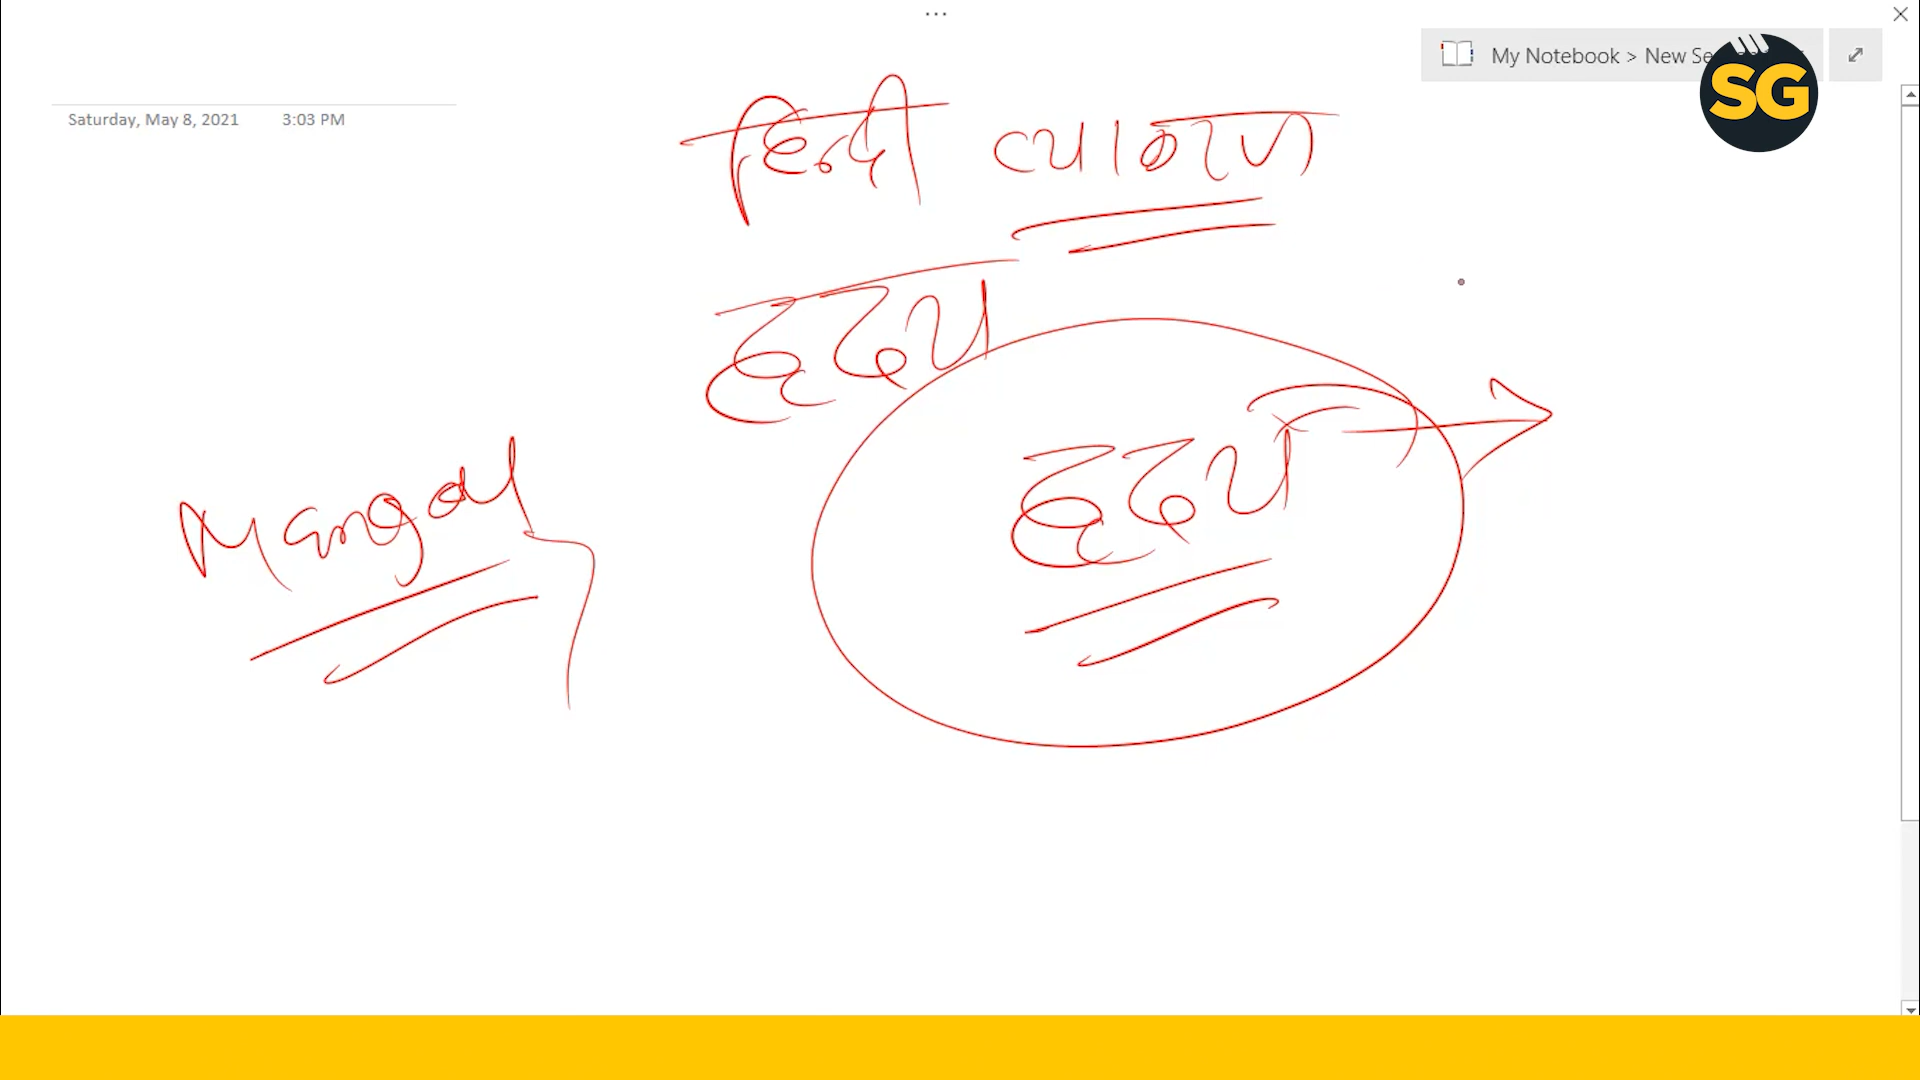 My Notebook > New Se
SG
Saturday, May 8, 2021 3:03 PM
हिन्दी व्याकरण
हृदय
हृदय
Mangal